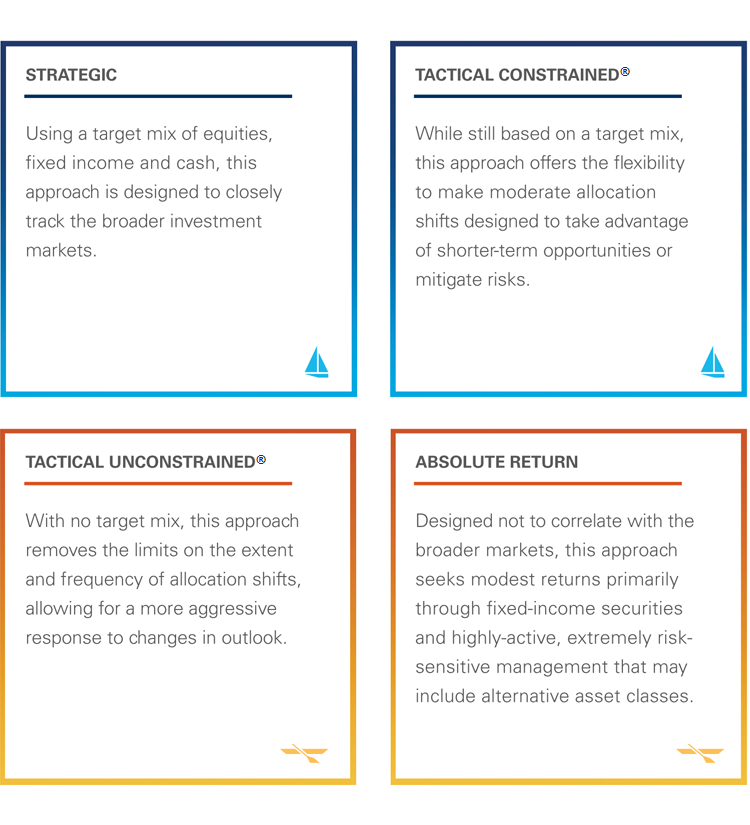 STRATEGIC
Using a target mix of equities,
fixed income and cash, this
approach is designed to closely
track the broader investment
markets.
TACTICAL CONSTRAINED®
While still based on a target mix,
this approach offers the flexibility
to make moderate allocation
shifts designed to take advantage
of shorter-term opportunities or
mitigate risks.
TACTICAL UNCONSTRAINED®
With no target mix, this approach
removes the limits on the extent
and frequency of allocation shifts,
allowing for a more aggressive
response to changes in outlook.
ABSOLUTE RETURN
Designed not to correlate with the
broader markets, this approach
seeks modest returns primarily
through fixed-income securities
and highly-active, extremely risk-
sensitive management that may
include alternative asset classes.